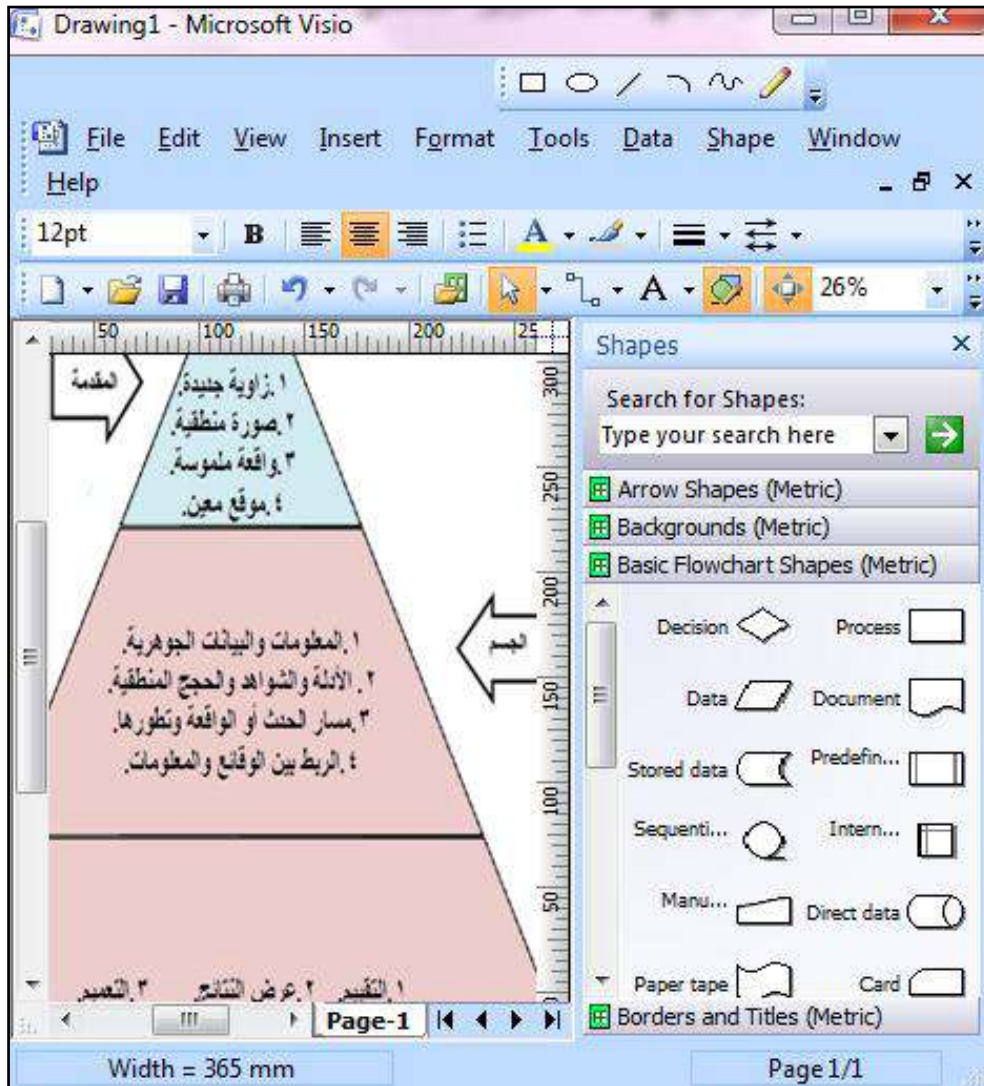 Drawing1 - Microsoft Visio
File Edit View Insert Format Tools Data Shape Window
Help
12pt B A
A 26%
50 100 150 200 25
Shapes
Search for Shapes:
Type your search here
Arrow Shapes (Metric)
Backgrounds (Metric)
Basic Flowchart Shapes (Metric)
Decision Process
Data Document
Stored data Predefin...
Sequenti... Intern...
Manu... Direct data
Paper tape Card
Borders and Titles (Metric)
المقدمة
١.زاوية جديدة.
٢.صورة منطقية.
٣.واقعة ملموسة.
٤.موقع معين.
الجسم
١.المعلومات والبيانات الجوهرية.
٢. الأدلة والشواهد والحجج المنطقية.
٣.مسار الحدث أو الواقعة وتطورها.
٤.الربط بين الوقائع والمعلومات.
١.التقييم ٢.عرض النتائج ٣.التعميم
300
250
200
150
100
50
Page-1
Width = 365 mm Page 1/1